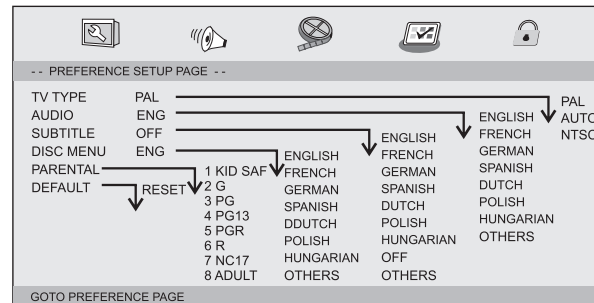 -- PREFERENCE SETUP PAGE --
TV TYPE PAL
AUDIO ENG
SUBTITLE OFF
DISC MENU ENG
PARENTAL
DEFAULT
RESET
1 KID SAF
2 G
3 PG
4 PG13
5 PGR
6 R
7 NC17
8 ADULT
ENGLISH
FRENCH
GERMAN
SPANISH
DDUTCH
POLISH
HUNGARIAN
OTHERS
ENGLISH
FRENCH
GERMAN
SPANISH
DUTCH
POLISH
HUNGARIAN
OFF
OTHERS
ENGLISH
FRENCH
GERMAN
SPANISH
DUTCH
POLISH
HUNGARIAN
OTHERS
PAL
AUTO
NTSC
GOTO PREFERENCE PAGE